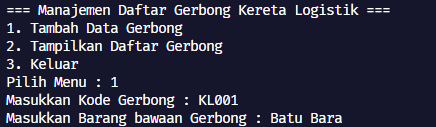 === Manajemen Daftar Gerbong Kereta Logistik ===
1. Tambah Data Gerbong
2. Tampilkan Daftar Gerbong
3. Keluar
Pilih Menu : 1
Masukkan Kode Gerbong : KL001
Masukkan Barang bawaan Gerbong : Batu Bara